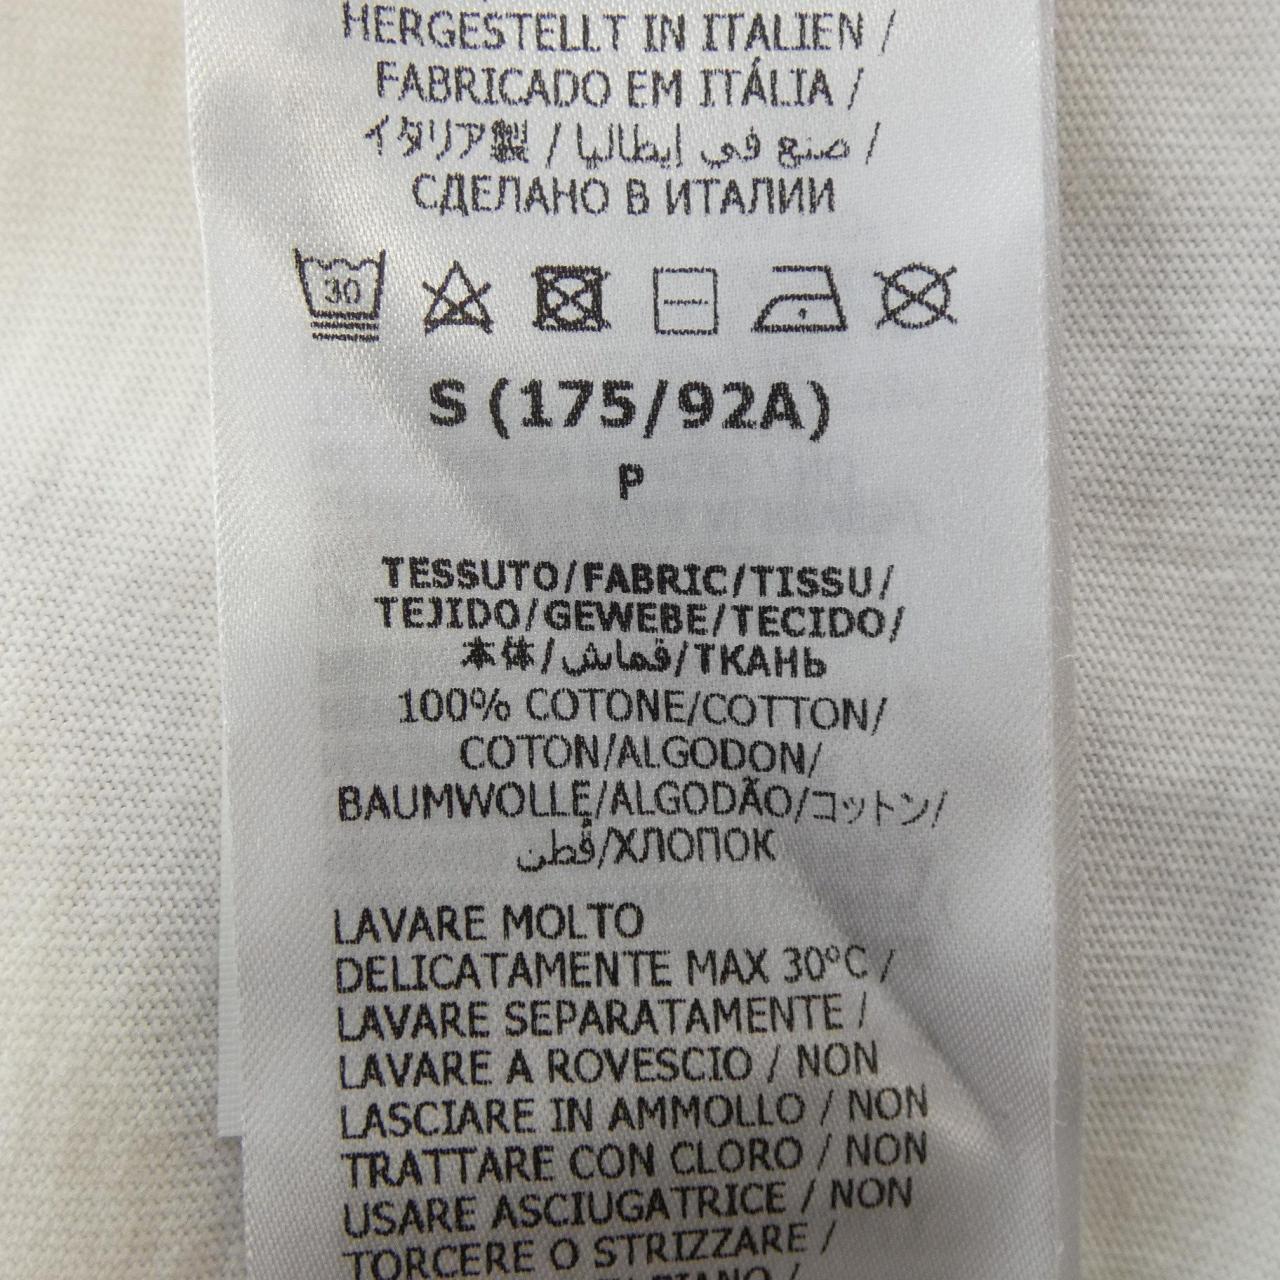 HERGESTELLT IN ITALIEN /
FABRICADO EM ITÁLIA /
イタリア製 / صنع في إيطاليا /
СДЕЛАНО В ИТАЛИИ
30
S (175/92A)
P
TESSUTO/FABRIC/TISSU/
TEJIDO/GEWEBE/TECIDO/
本体/قماش/ТКАНЬ
100% COTONE/COTTON/
COTON/ALGODON/
BAUMWOLLE/ALGODÃO/コットン/
قطن/ХЛОПОК
LAVARE MOLTO
DELICATAMENTE MAX 30°C /
LAVARE SEPARATAMENTE /
LAVARE A ROVESCIO / NON
LASCIARE IN AMMOLLO / NON
TRATTARE CON CLORO / NON
USARE ASCIUGATRICE / NON
TORCERE O STRIZZARE /
PIANO /